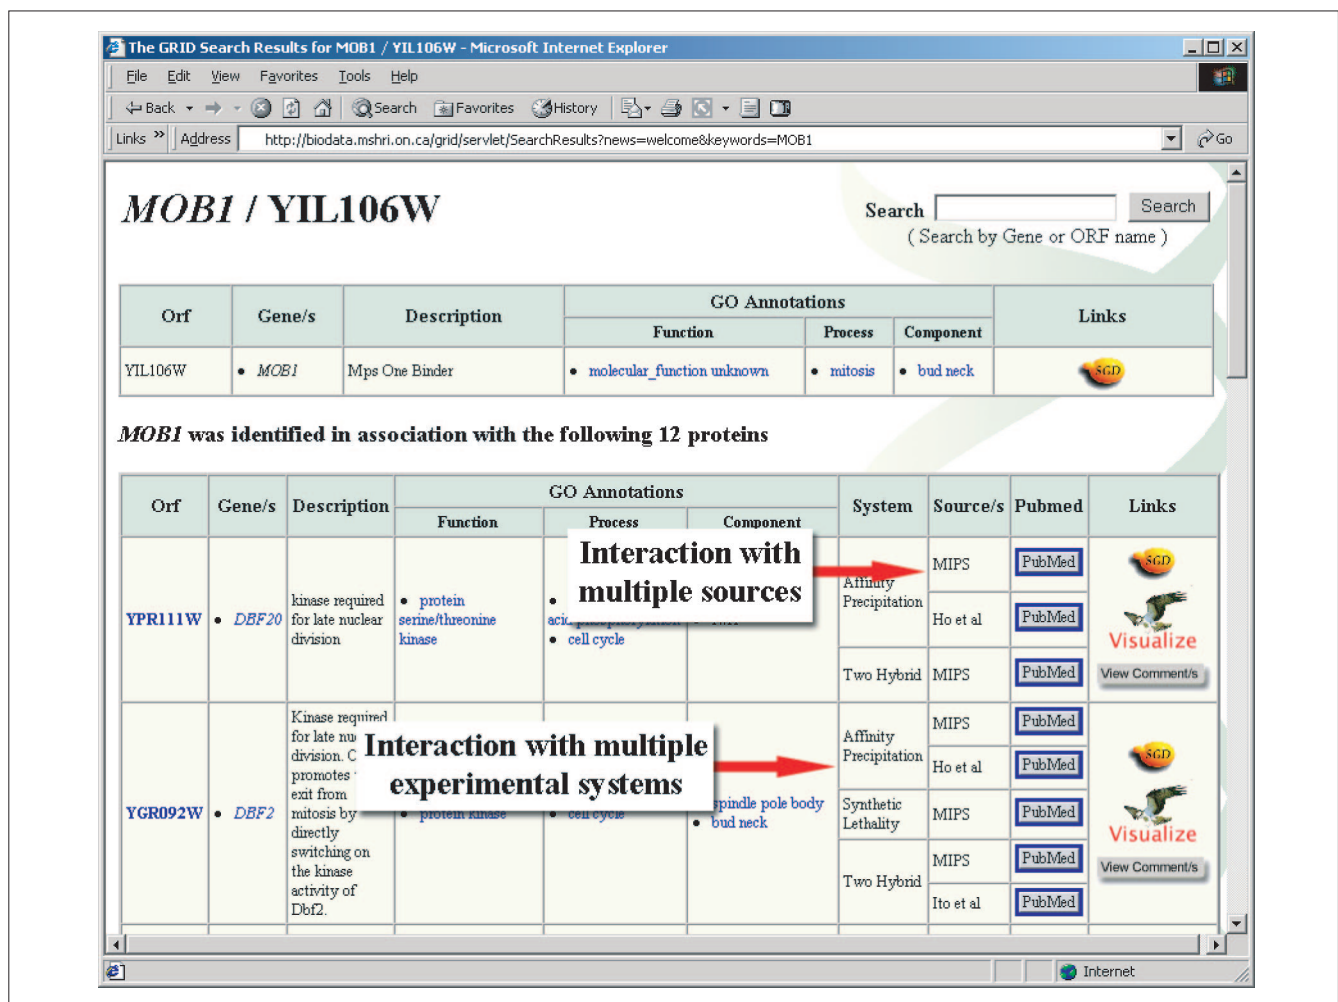 The GRID Search Results for MOB1 / YIL106W - Microsoft Internet Explorer
File Edit View Favorites Tools Help
Back Search Favorites History
Links » Address http://biodata.mshri.on.ca/grid/servlet/SearchResults?news=welcome&keywords=MOB1 Go
MOB1 / YIL106W
Search Search
( Search by Gene or ORF name )
Orf Gene/s Description GO Annotations Links
Function Process Component
YIL106W • MOB1 Mps One Binder • molecular_function unknown • mitosis • bud neck SGD
MOB1 was identified in association with the following 12 proteins
Orf Gene/s Description GO Annotations System Source/s Pubmed Links
Function Process Component
Interaction with
multiple sources
YPR111W • DBF20
kinase required
for late nuclear
division
• protein
serine/threonine
kinase
• cell cycle
Affinity
Precipitation
MIPS PubMed
Ho et al PubMed
Two Hybrid MIPS PubMed
SGD
Visualize
View Comment/s
Interaction with multiple
experimental systems
YGR092W • DBF2
Kinase required
for late
division.
promotes
exit from
mitosis by
directly
switching on
the kinase
activity of
Dbf2.
• protein kinase
• cell cycle
spindle pole body
• bud neck
Affinity
Precipitation
MIPS PubMed
Ho et al PubMed
Synthetic
Lethality
MIPS PubMed
Two Hybrid
MIPS PubMed
Ito et al PubMed
SGD
Visualize
View Comment/s
Internet